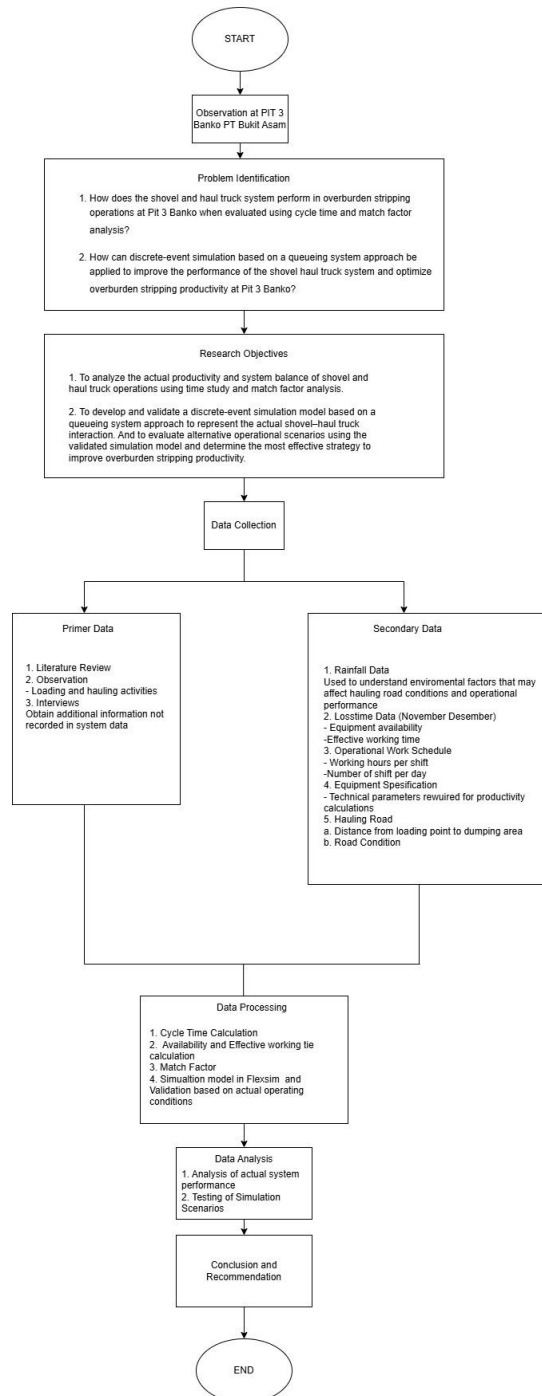 START
Observation at PIT 3
Banko PT Bukit Asam
Problem Identification
1. How does the shovel and haul truck system perform in overburden stripping
operations at Pit 3 Banko when evaluated using cycle time and match factor
analysis?
2. How can discrete-event simulation based on a queueing system approach be
applied to improve the performance of the shovel haul truck system and optimize
overburden stripping productivity at Pit 3 Banko?
Research Objectives
1. To analyze the actual productivity and system balance of shovel and
haul truck operations using time study and match factor analysis.
2. To develop and validate a discrete-event simulation model based on a
queueing system approach to represent the actual shovel–haul truck
interaction. And to evaluate alternative operational scenarios using the
validated simulation model and determine the most effective strategy to
improve overburden stripping productivity.
Data Collection
Primer Data
1. Literature Review
2. Observation
- Loading and hauling activities
3. Interviews
Obtain additional information not
recorded in system data
Secondary Data
1. Rainfall Data
Used to understand enviromental factors that may
affect hauling road conditions and operational
performance
2. Losstime Data (November Desember)
- Equipment availability
-Effective working time
3. Operational Work Schedule
- Working hours per shift
-Number of shift per day
4. Equipment Spesification
- Technical parameters rewuired for productivity
calculations
5. Hauling Road
a. Distance from loading point to dumping area
b. Road Condition
Data Processing
1. Cycle Time Calculation
2. Availability and Effective working tie
calculation
3. Match Factor
4. Simualtion model in Flexsim and
Validation based on actual operating
conditions
Data Analysis
1. Analysis of actual system
performance
2. Testing of Simulation
Scenarios
Conclusion and
Recommendation
END